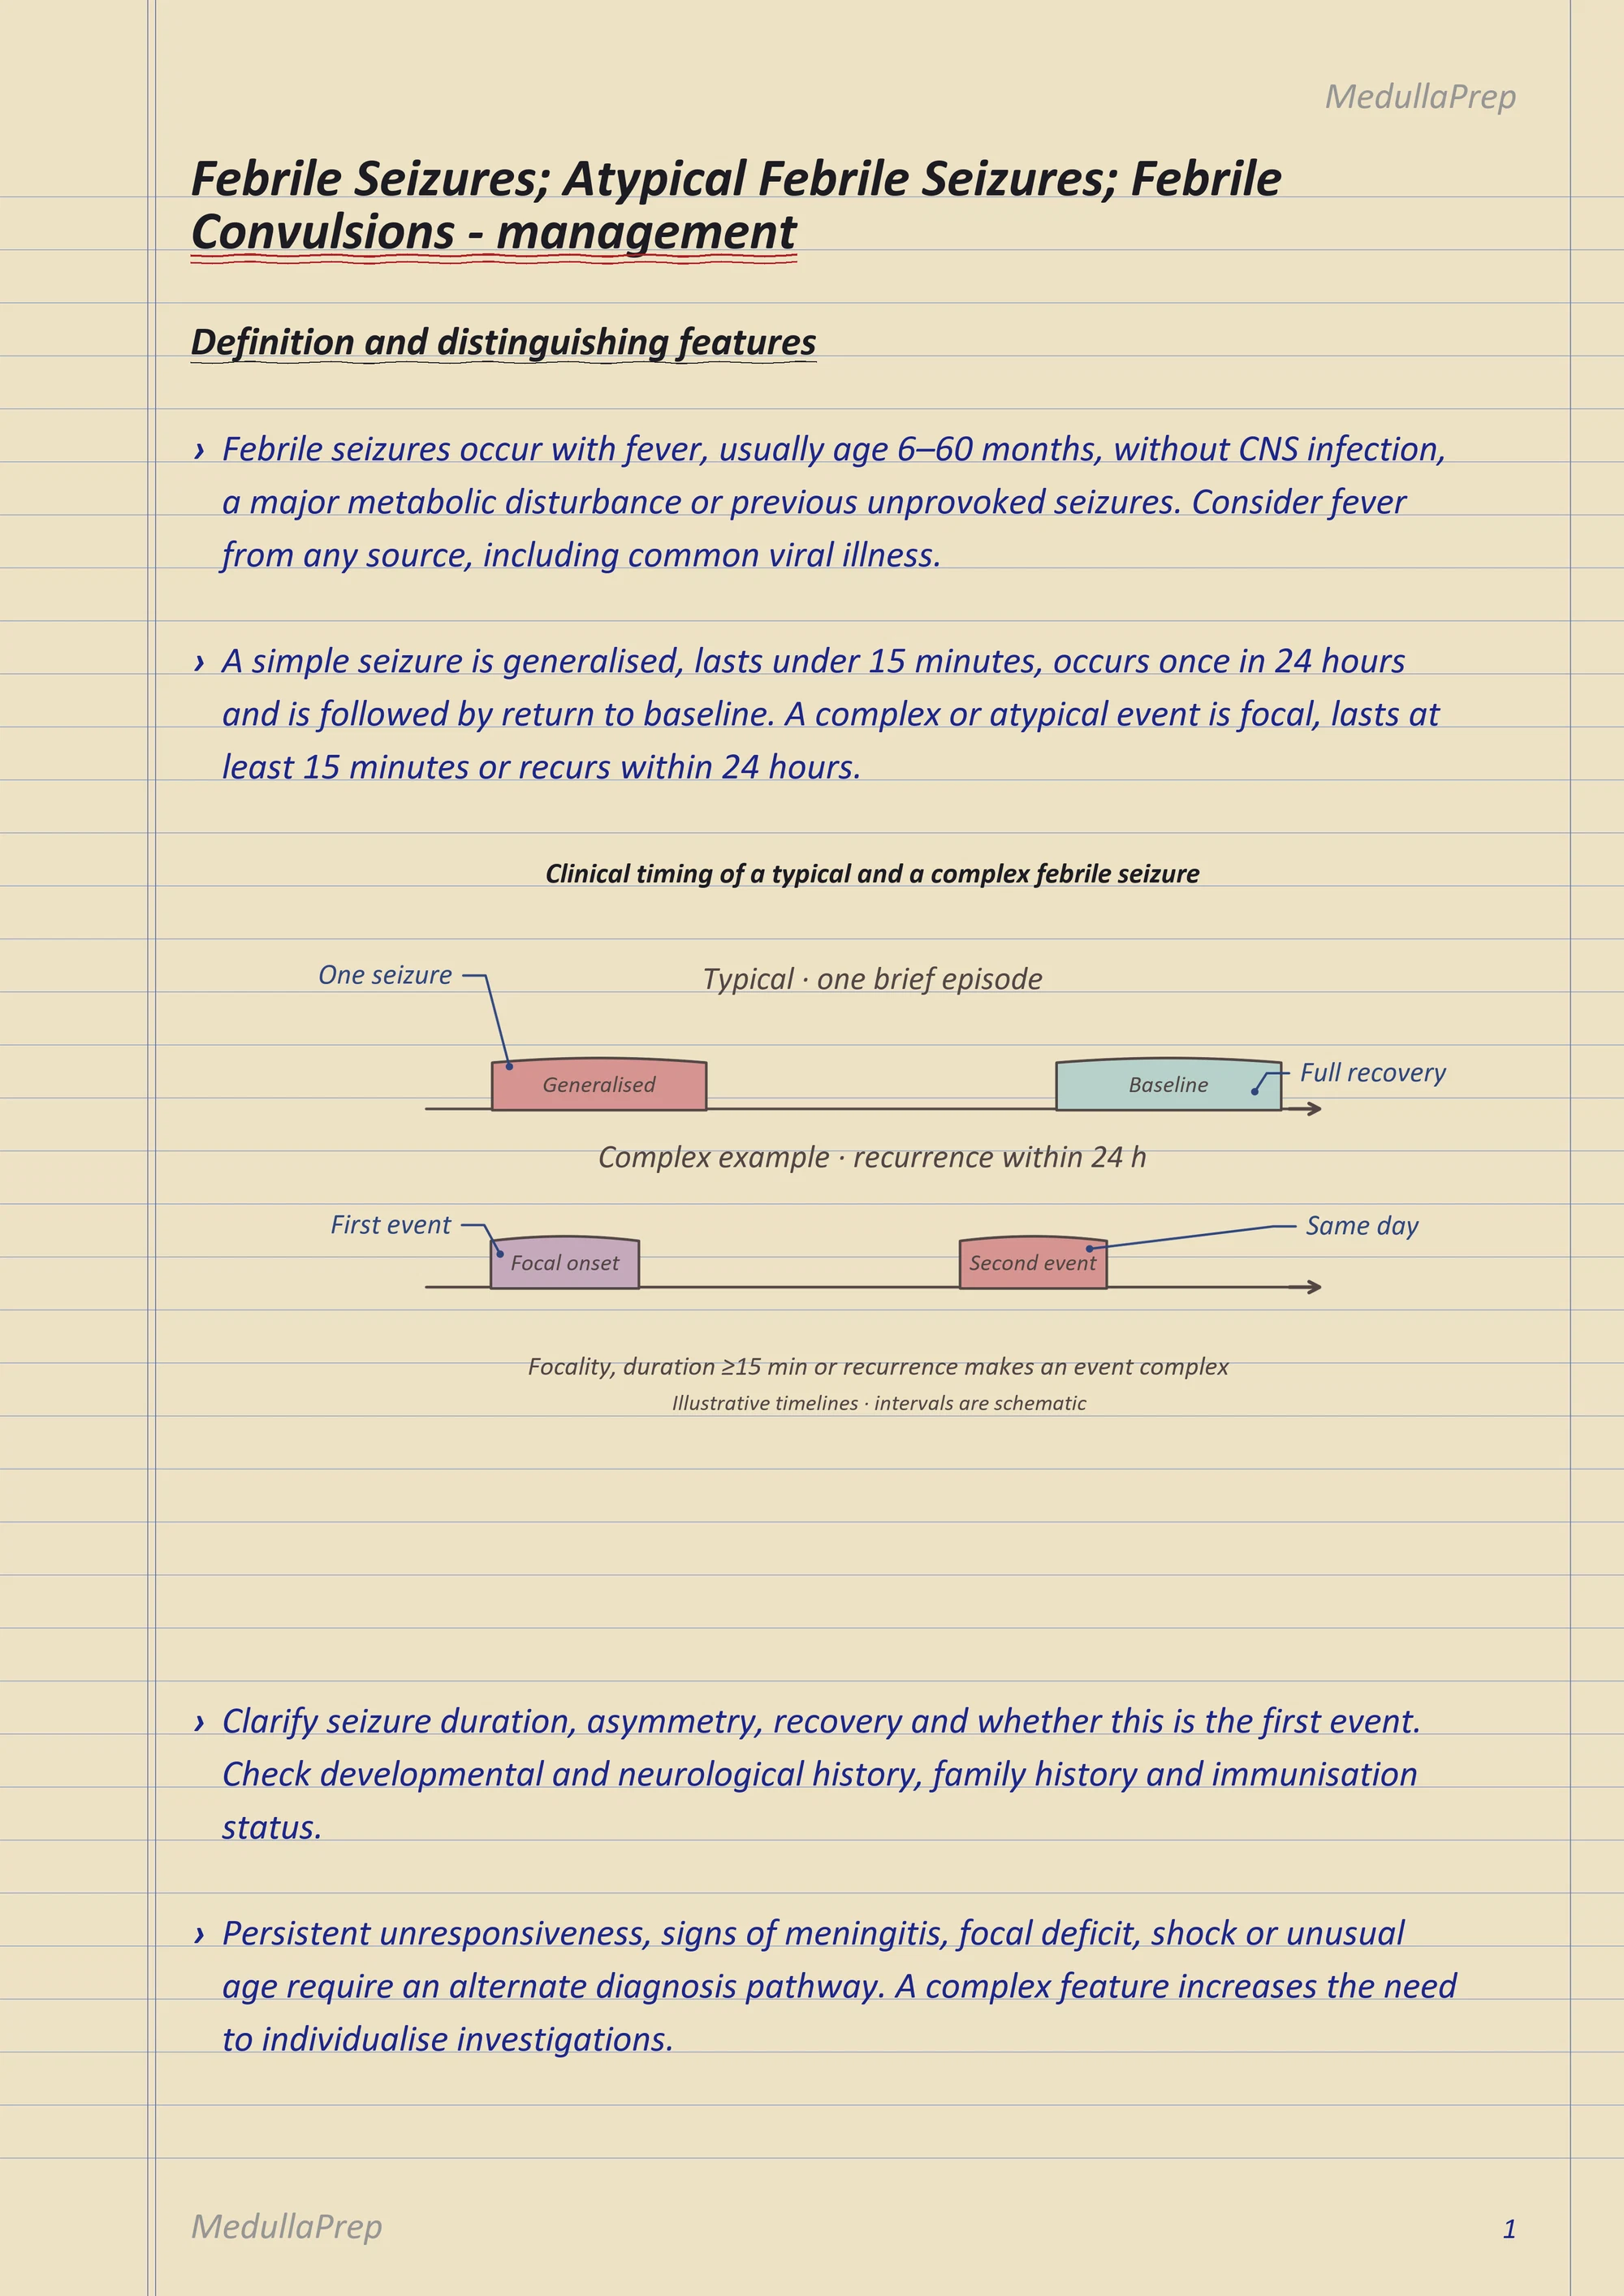 MedullaPrep
Febrile Seizures; Atypical Febrile Seizures; Febrile
Convulsions - management
Definition and distinguishing features
› Febrile seizures occur with fever, usually age 6–60 months, without CNS infection,
a major metabolic disturbance or previous unprovoked seizures. Consider fever
from any source, including common viral illness.
› A simple seizure is generalised, lasts under 15 minutes, occurs once in 24 hours
and is followed by return to baseline. A complex or atypical event is focal, lasts at
least 15 minutes or recurs within 24 hours.
Clinical timing of a typical and a complex febrile seizure
One seizure
Typical · one brief episode
Generalised
Baseline
Full recovery
Complex example · recurrence within 24 h
First event
Same day
Focal onset
Second event
Focality, duration ≥15 min or recurrence makes an event complex
Illustrative timelines · intervals are schematic
› Clarify seizure duration, asymmetry, recovery and whether this is the first event.
Check developmental and neurological history, family history and immunisation
status.
› Persistent unresponsiveness, signs of meningitis, focal deficit, shock or unusual
age require an alternate diagnosis pathway. A complex feature increases the need
to individualise investigations.
MedullaPrep
1